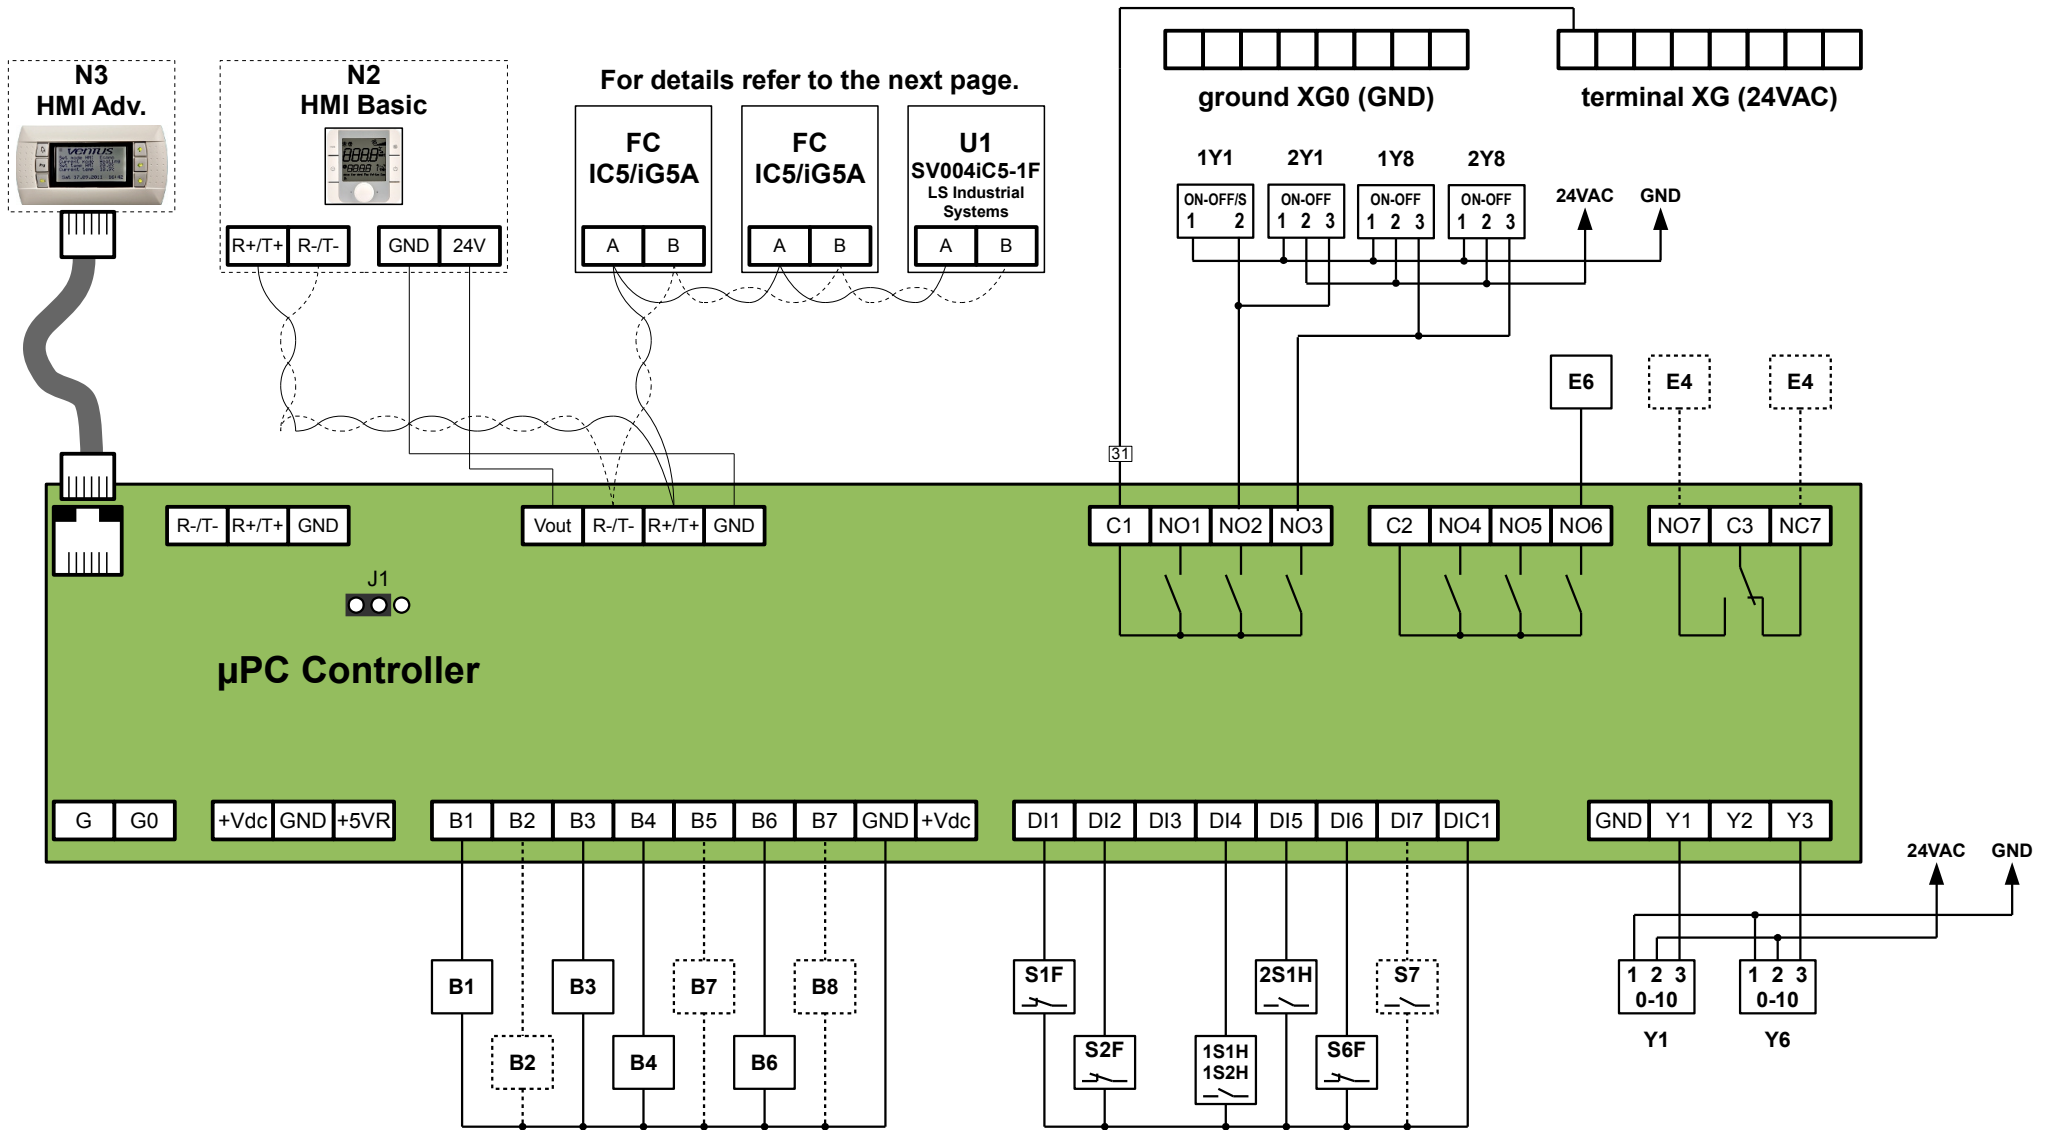 For details refer to the next page.
N3
HMI Adv.
VENTUS
N2
HMI Basic
FC
IC5/iG5A
FC
IC5/iG5A
U1
SV004iC5-1F
LS Industrial
Systems
ground XG0 (GND)
terminal XG (24VAC)
1Y1 2Y1 1Y8 2Y8
ON-OFF/S ON-OFF ON-OFF ON-OFF
1 2 1 2 3 1 2 3 1 2 3
24VAC GND
R+/T+ R-/T- GND 24V
A B A B A B
E6 E4 E4
31
R-/T- R+/T+ GND
Vout R-/T- R+/T+ GND
C1 NO1 NO2 NO3
C2 NO4 NO5 NO6
NO7 C3 NC7
J1
µPC Controller
G G0
+Vdc GND +5VR
B1 B2 B3 B4 B5 B6 B7 GND +Vdc
DI1 DI2 DI3 DI4 DI5 DI6 DI7 DIC1
GND Y1 Y2 Y3
24VAC GND
B1 B3 B7 B8
B2 B4 B6
S1F 2S1H S7
S2F
1S1H
1S2H
S6F
1 2 3
0-10
Y1
1 2 3
0-10
Y6